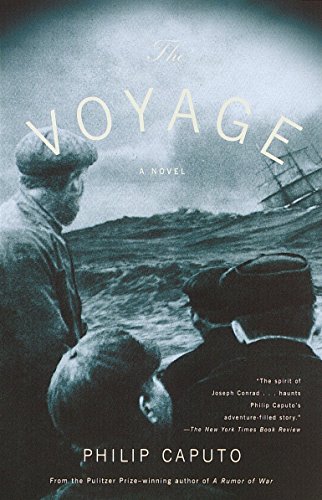 The
VOYAGE
A NOVEL
"The spirit of
Joseph Conrad . . . haunts
Philip Caputo's
adventure-filled story."
—The New York Times Book Review
PHILIP CAPUTO
From the Pulitzer Prize–winning author of A Rumor of War